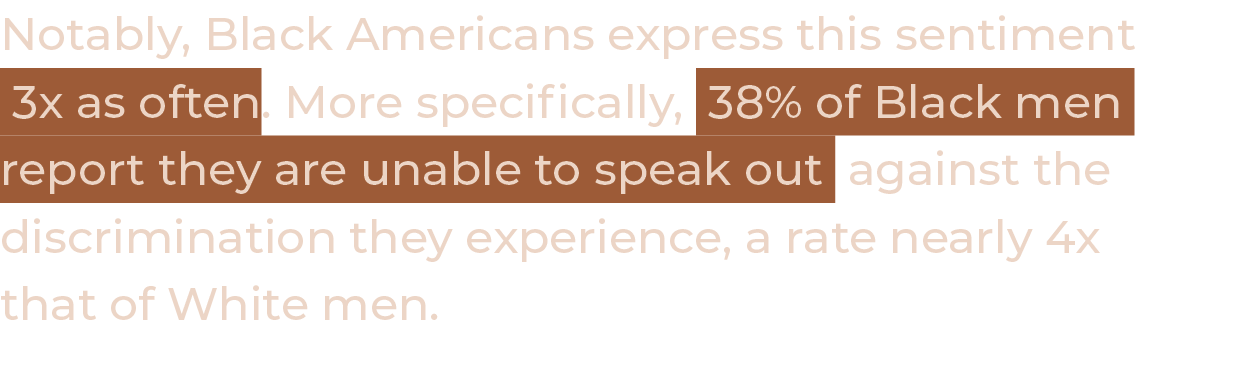 Notably, Black Americans express this sentiment
3x as often. More specifically, 38% of Black men
report they are unable to speak out against the
discrimination they experience, a rate nearly 4x
that of White men.